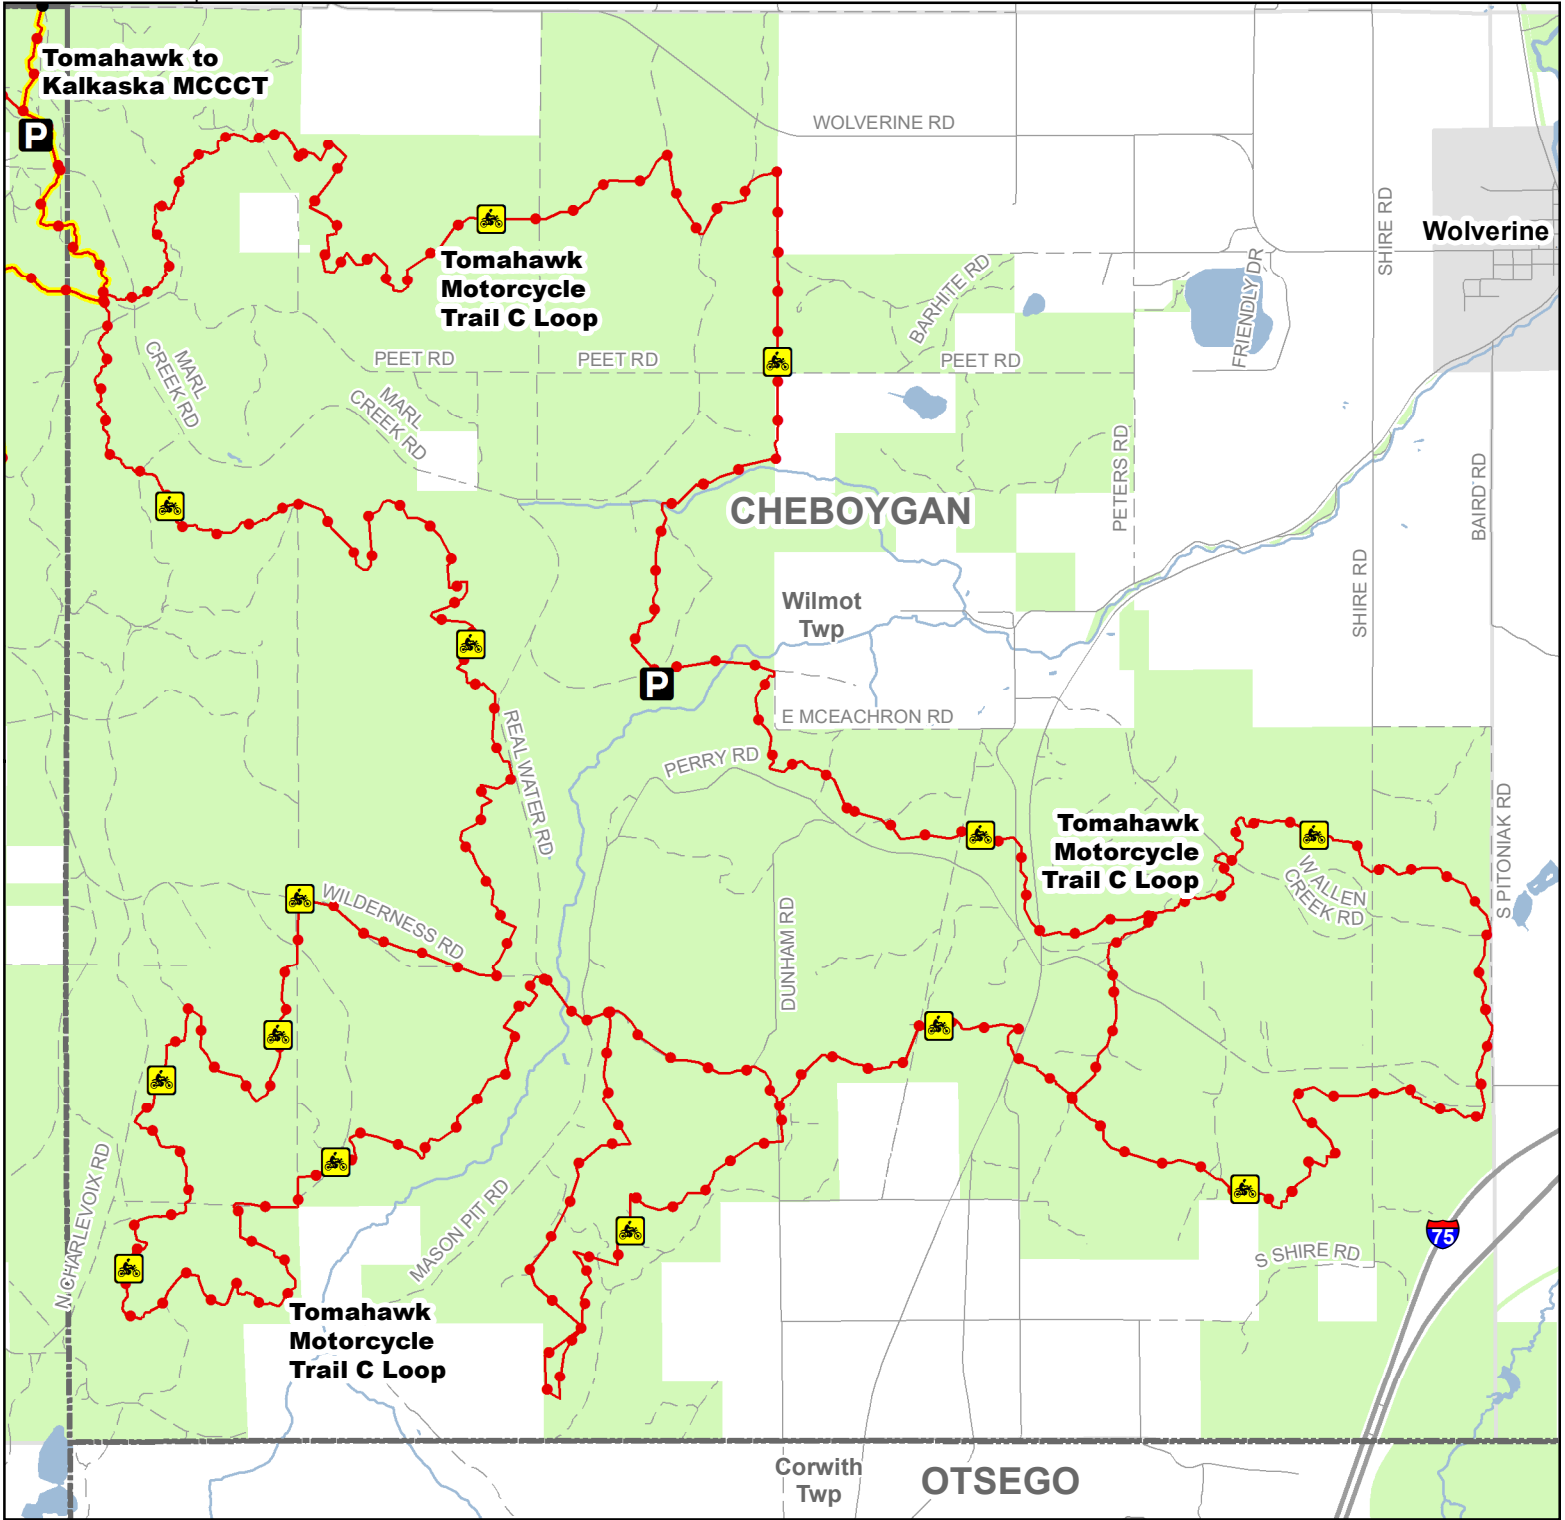 Tomahawk to
Kalkaska MCCCT
P
WOLVERINE RD
SHIRE RD
Wolverine
Tomahawk
Motorcycle
Trail C Loop
BARHITE RD
FRIENDLY DR
MARL
CREEK RD
PEET RD
PEET RD
PEET RD
MARL
CREEK RD
PETERS RD
BAIRD RD
CHEBOYGAN
SHIRE RD
Wilmot
Twp
P
E MCEACHRON RD
REAL WATER RD
PERRY RD
S PITONIAK RD
Tomahawk
Motorcycle
Trail C Loop
W ALLEN
CREEK RD
WILDERNESS RD
DUNHAM RD
N CHARLEVOIX RD
MASON PIT RD
75
S SHIRE RD
Tomahawk
Motorcycle
Trail C Loop
Corwith
Twp
OTSEGO